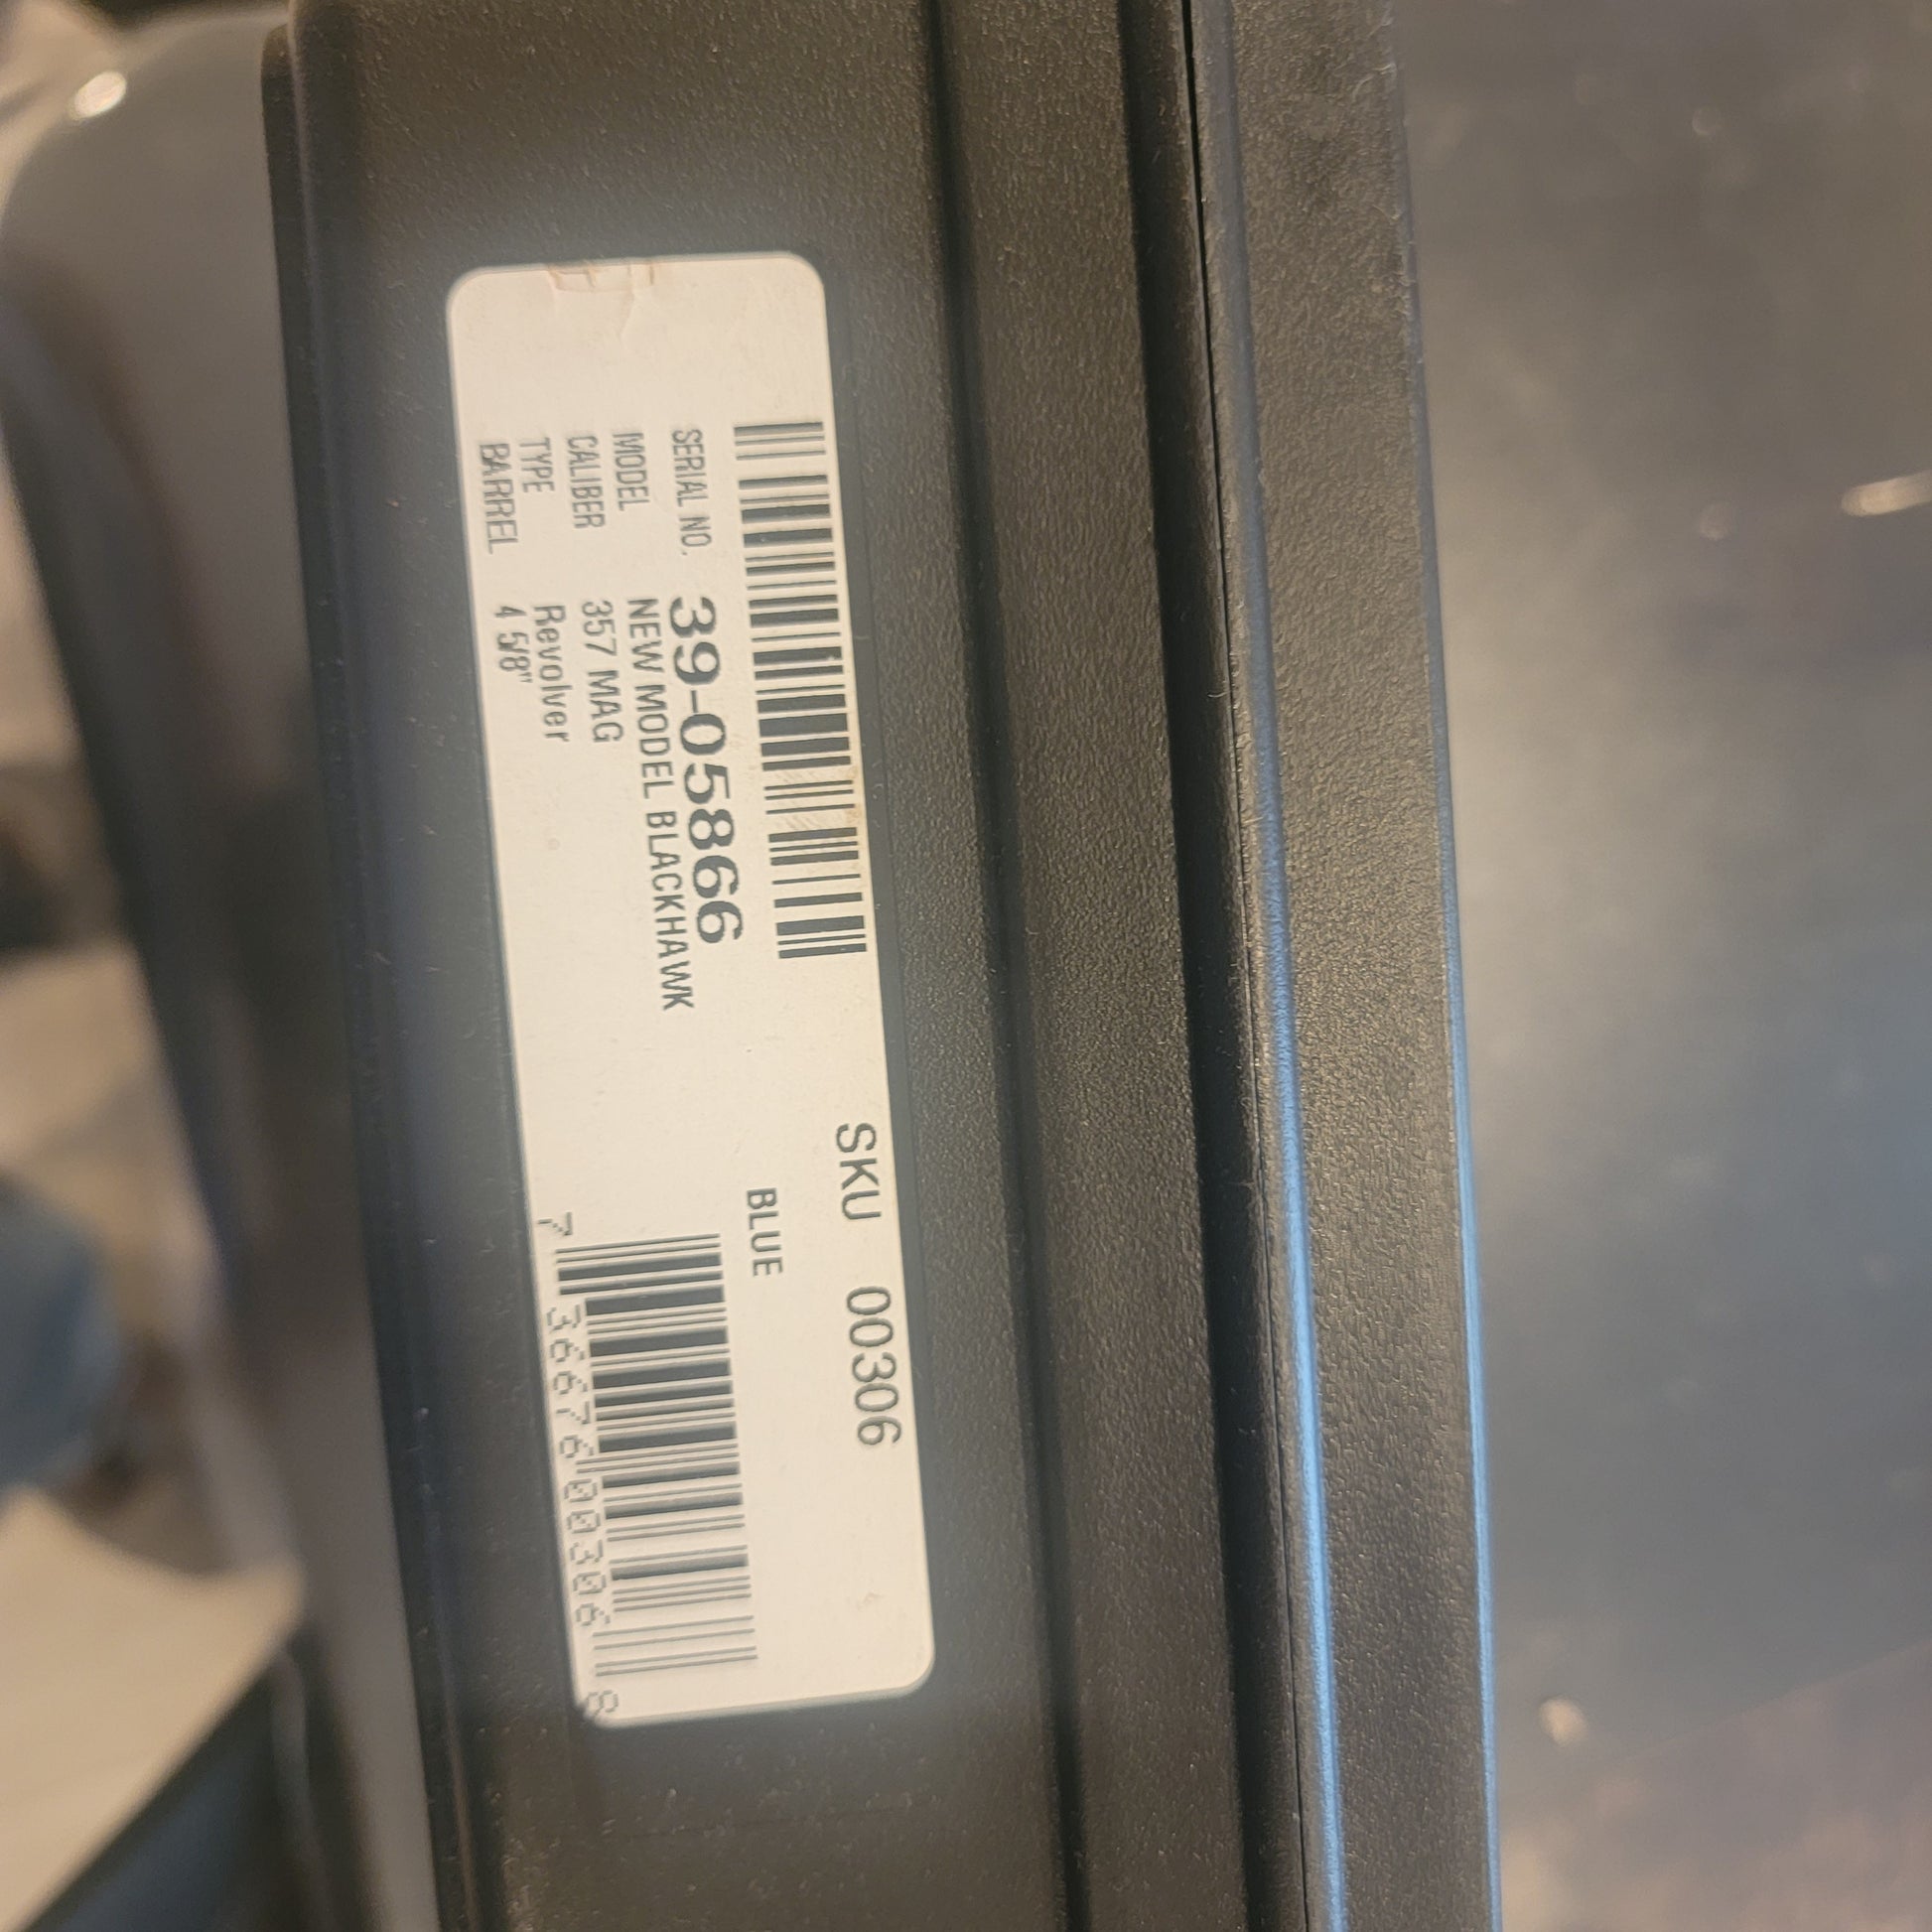 SKU 00306
SERIAL NO. 39-05866
MODEL NEW MODEL BLACKHAWK
CALIBER 357 MAG
TYPE Revolver
BARREL 4 5/8"
BLUE
7 36676 00306 8